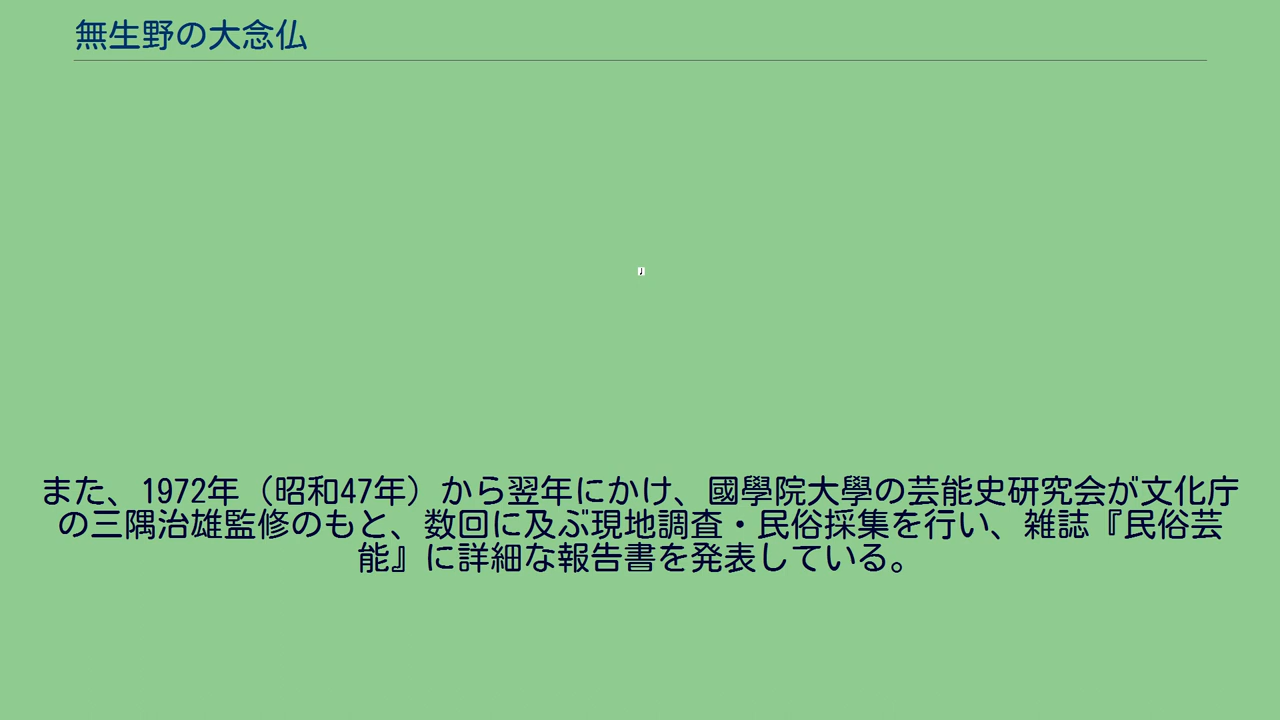 無生野の大念仏
また、1972年（昭和47年）から翌年にかけ、國學院大學の芸能史研究会が文化庁
の三隅治雄監修のもと、数回に及ぶ現地調査・民俗採集を行い、雑誌『民俗芸
能』に詳細な報告書を発表している。